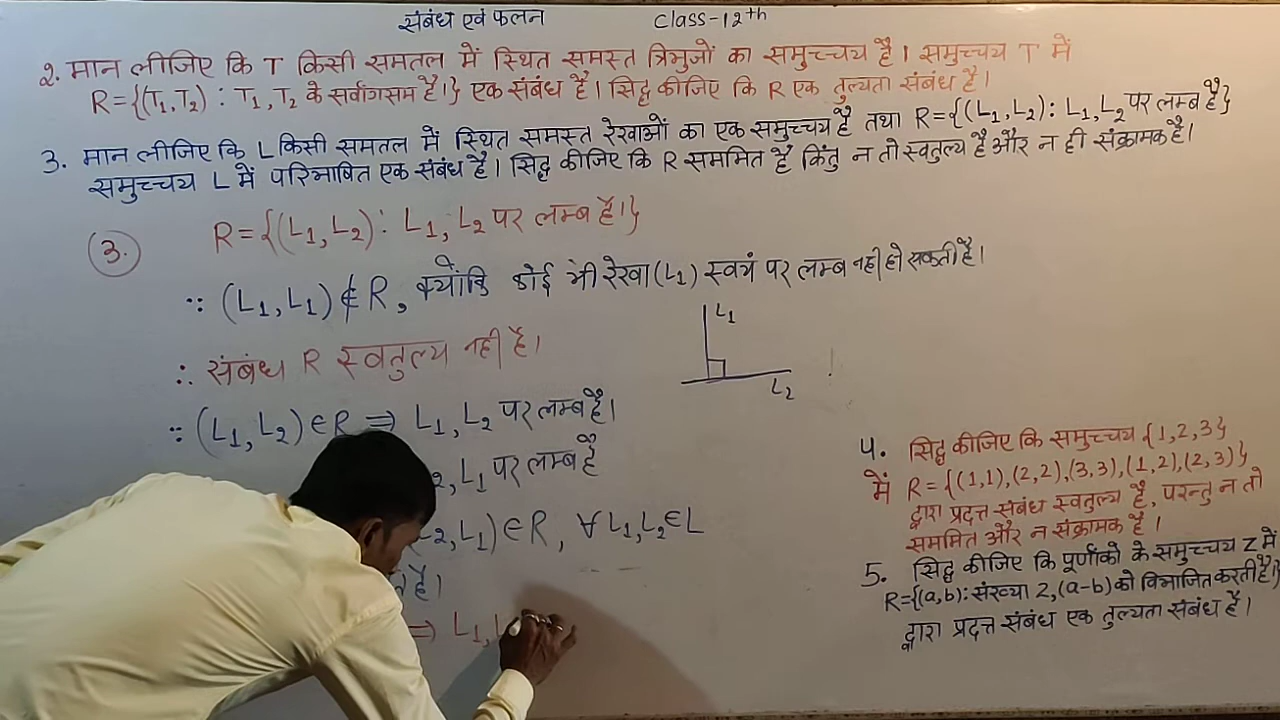 संबंध एवं फलन Class-12th
2. मान लीजिए कि T किसी समतल में स्थित समस्त त्रिभुजों का समुच्चय है। समुच्चय T में
R={(T1,T2) : T1, T2 के सर्वांगसम है।} एक संबंध है। सिद्ध कीजिए कि R एक तुल्यता संबंध है।
3. मान लीजिए कि L किसी समतल में स्थित समस्त रेखाओं का एक समुच्चय है तथा R={(L1,L2): L1, L2 पर लम्ब है}
समुच्चय L में परिभाषित एक संबंध है। सिद्ध कीजिए कि R सममित है किंतु न तो स्वतुल्य है और न ही संक्रामक है।
3. R={(L1,L2): L1, L2 पर लम्ब है।}
∵ (L1,L1)∉R, क्योंकि कोई भी रेखा (L1) स्वयं पर लम्ब नही हो सकती है।
∴ संबंध R स्वतुल्य नही है।
L1
L2
∵ (L1,L2)∈R ⇒ L1, L2 पर लम्ब है।
2, L1 पर लम्ब है
2,L1)∈R, ∀ L1,L2∈L
है।
⇒ L1,
4. सिद्ध कीजिए कि समुच्चय {1,2,3}
में R={(1,1),(2,2),(3,3),(1,2),(2,3)}
द्वारा प्रदत्त संबंध स्वतुल्य है, परन्तु न तो
सममित और न संक्रामक है।
5. सिद्ध कीजिए कि पूर्णांको के समुच्चय Z में
R={(a,b): संख्या 2,(a-b) को विभाजित करती है।}
द्वारा प्रदत्त संबंध एक तुल्यता संबंध है।